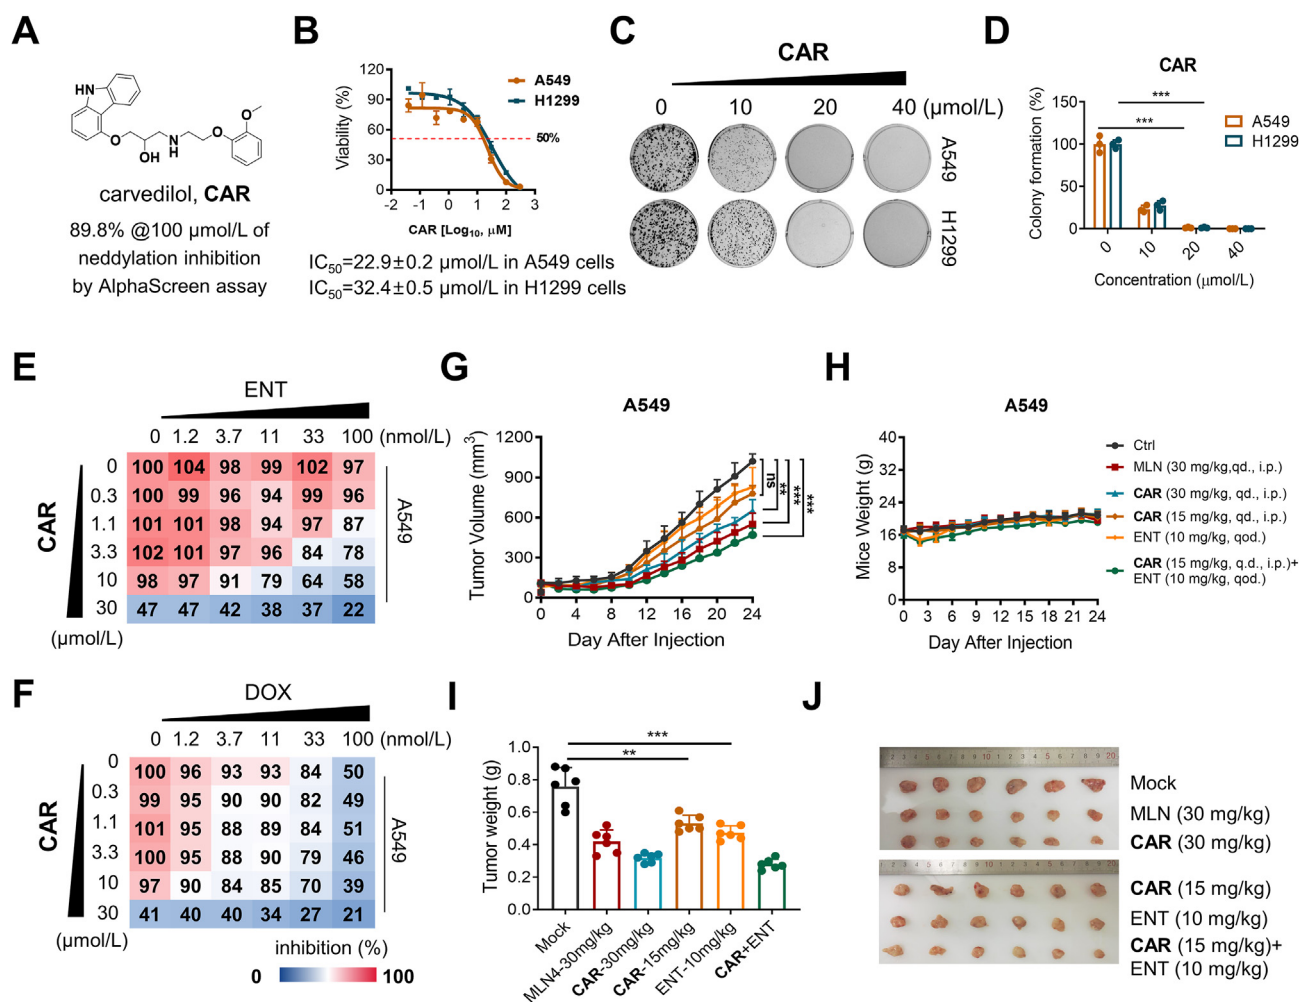 A
HN
O
OH
N
H
O
O
carvedilol, CAR
89.8% @100 μmol/L of
neddylation inhibition
by AlphaScreen assay
B
120
90
60
30
0
Viability (%)
A549
H1299
50%
-2 -1 0 1 2 3
CAR [Log10, μM]
IC50=22.9±0.2 μmol/L in A549 cells
IC50=32.4±0.5 μmol/L in H1299 cells
C
CAR
0 10 20 40 (μmol/L)
A549
H1299
D
CAR
150
100
50
0
Colony formation (%)
***
***
A549
H1299
0 10 20 40
Concentration (μmol/L)
E
ENT
0 1.2 3.7 11 33 100 (nmol/L)
CAR
0 100 104 98 99 102 97
0.3 100 99 96 94 99 96
1.1 101 101 98 94 97 87
3.3 102 101 97 96 84 78
10 98 97 91 79 64 58
30 47 47 42 38 37 22
(μmol/L)
A549
G
A549
1200
900
600
300
0
Tumor Volume (mm3)
ns
**
***
***
0 2 4 6 8 10 12 14 16 18 20 22 24
Day After Injection
H
A549
40
32
24
16
8
0
Mice Weight (g)
0 3 6 9 12 15 18 21 24
Day After Injection
Ctrl
MLN (30 mg/kg,qd., i.p.)
CAR (30 mg/kg, qd., i.p.)
CAR (15 mg/kg, qd., i.p.)
ENT (10 mg/kg, qod.)
CAR (15 mg/kg, q.d., i.p.)+
ENT (10 mg/kg, qod.)
F
DOX
0 1.2 3.7 11 33 100 (nmol/L)
CAR
0 100 96 93 93 84 50
0.3 99 95 90 90 82 49
1.1 101 95 88 89 84 51
3.3 100 95 88 90 79 46
10 97 90 84 85 70 39
30 41 40 40 34 27 21
(μmol/L)
A549
inhibition (%)
0 100
I
1.0
0.8
0.6
0.4
0.2
0.0
Tumor weight (g)
***
**
Mock
MLN4-30mg/kg
CAR-30mg/kg
CAR-15mg/kg
ENT-10mg/kg
CAR+ENT
J
Mock
MLN (30 mg/kg)
CAR (30 mg/kg)
CAR (15 mg/kg)
ENT (10 mg/kg)
CAR (15 mg/kg)+
ENT (10 mg/kg)